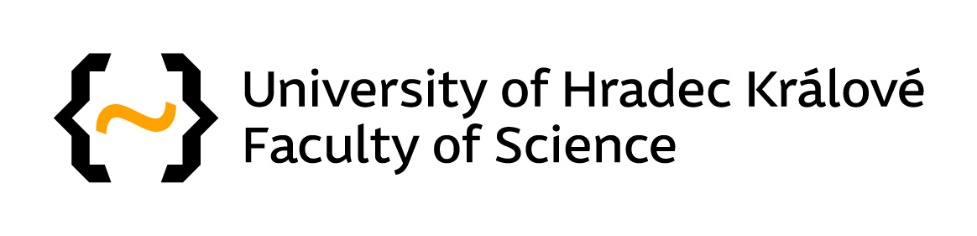 University of Hradec Králové
Faculty of Science